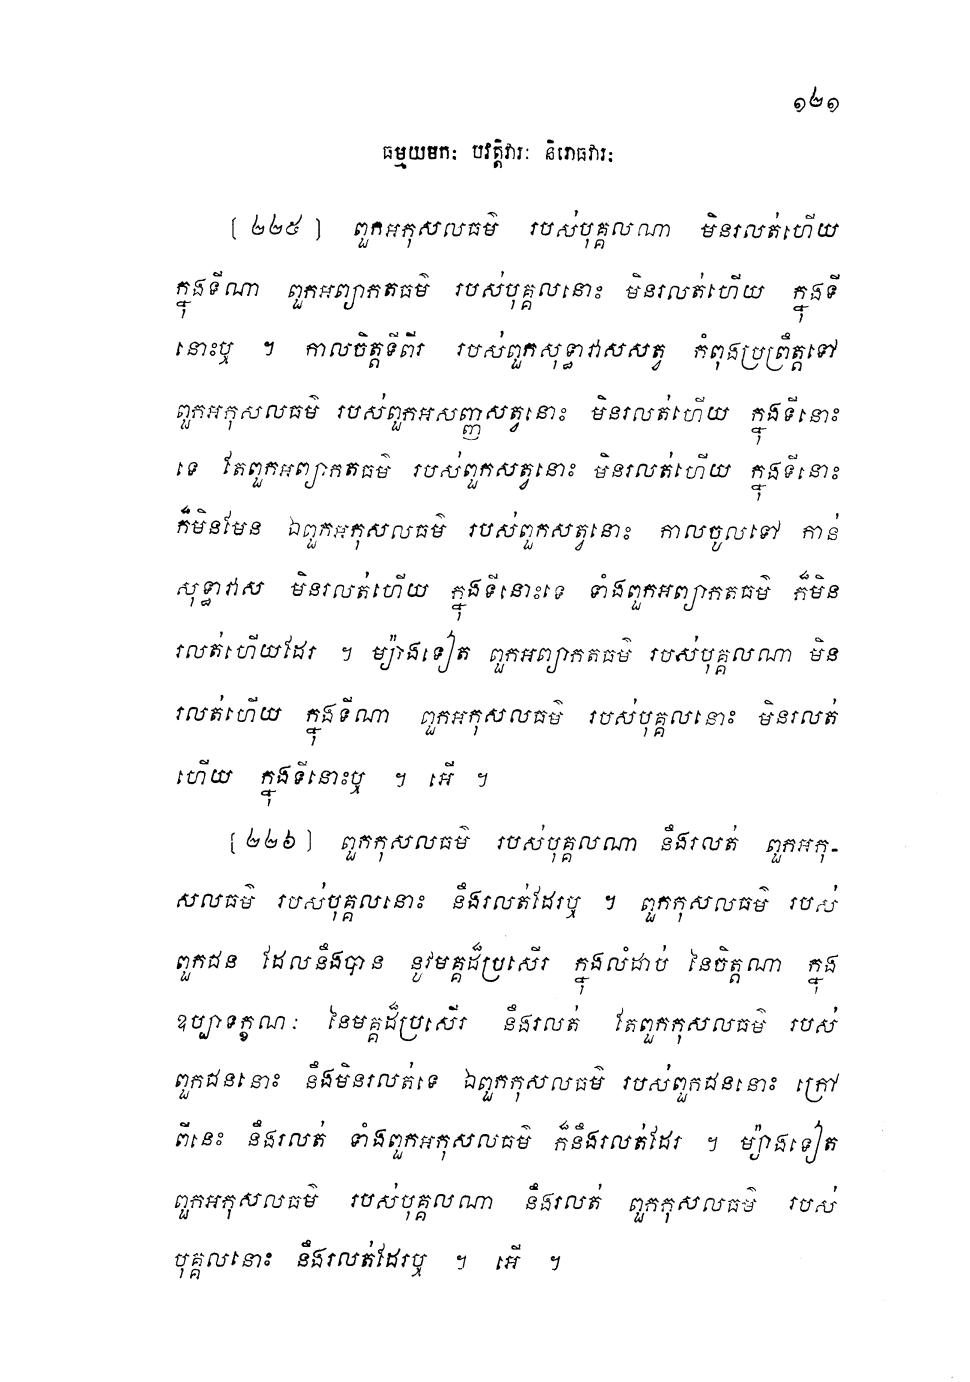 ១២១
ធម្មយមកៈ បវត្តិវារៈ និរោធវារៈ
[២២៥] ពួកអកុសលធម៌ របស់បុគ្គលណា មិនរលត់ហើយ
ក្នុងទីណា ពួកអព្យាកតធម៌ របស់បុគ្គលនោះ មិនរលត់ហើយ ក្នុងទី
នោះឬ ។ កាលចិត្តទីពីរ របស់ពួកសុទ្ធាវាសសត្វ កំពុងប្រព្រឹត្តទៅ
ពួកអកុសលធម៌ របស់ពួកអសញ្ញសត្វនោះ មិនរលត់ហើយ ក្នុងទីនោះ
ទេ តែពួកអព្យាកតធម៌ របស់ពួកសត្វនោះ មិនរលត់ហើយ ក្នុងទីនោះ
ក៏មិនមែន ឯពួកអកុសលធម៌ របស់ពួកសត្វនោះ កាលចូលទៅ កាន់
សុទ្ធាវាស មិនរលត់ហើយ ក្នុងទីនោះទេ ទាំងពួកអព្យាកតធម៌ ក៏មិន
រលត់ហើយដែរ ។ ម្យ៉ាងទៀត ពួកអព្យាកតធម៌ របស់បុគ្គលណា មិន
រលត់ហើយ ក្នុងទីណា ពួកអកុសលធម៌ របស់បុគ្គលនោះ មិនរលត់
ហើយ ក្នុងទីនោះឬ ។ អើ ។
[២២៦] ពួកកុសលធម៌ របស់បុគ្គលណា នឹងរលត់ ពួកអកុ-
សលធម៌ របស់បុគ្គលនោះ នឹងរលត់ដែរឬ ។ ពួកកុសលធម៌ របស់
ពួកជន ដែលនឹងបាន នូវមគ្គដ៏ប្រសើរ ក្នុងលំដាប់ នៃចិត្តណា ក្នុង
ឧប្បាទក្ខណៈ នៃមគ្គដ៏ប្រសើរ នឹងរលត់ តែពួកកុសលធម៌ របស់
ពួកជននោះ នឹងមិនរលត់ទេ ឯពួកកុសលធម៌ របស់ពួកជននោះ ក្រៅ
ពីនេះ នឹងរលត់ ទាំងពួកអកុសលធម៌ ក៏នឹងរលត់ដែរ ។ ម្យ៉ាងទៀត
ពួកអកុសលធម៌ របស់បុគ្គលណា នឹងរលត់ ពួកកុសលធម៌ របស់
បុគ្គលនោះ នឹងរលត់ដែរឬ ។ អើ ។